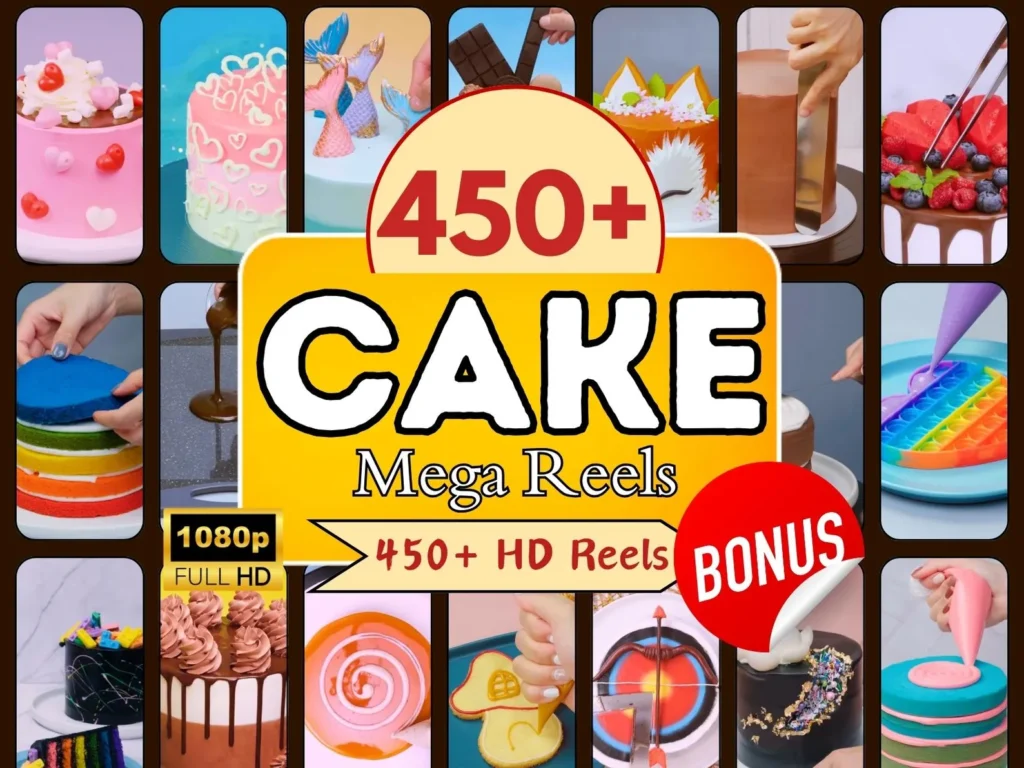 450+
CAKE
Mega Reels
450+ HD Reels
BONUS
1080p
FULL HD